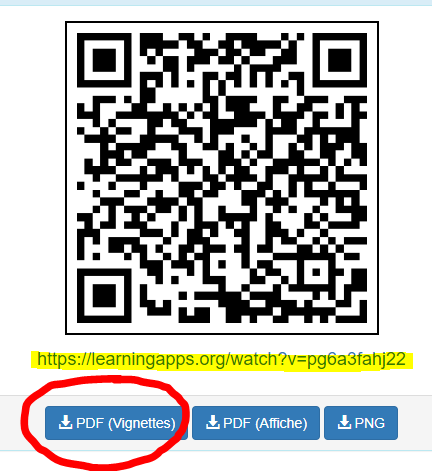 https://learningapps.org/watch?v=pg6a3fahj22
PDF (Vignettes) PDF (Affiche) PNG